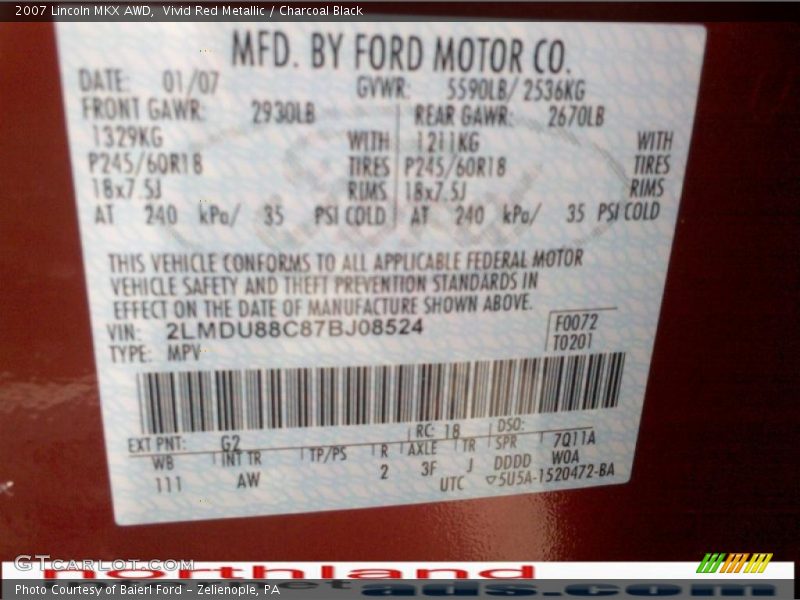 2007 Lincoln MKX AWD,  Vivid Red Metallic / Charcoal Black
MFD. BY FORD MOTOR CO.
DATE: 01/07 GVWR: 5590LB/ 2536KG
FRONT GAWR: 2930LB REAR GAWR: 2670LB
1329KG WITH 1211KG WITH
P245/60R18 TIRES P245/60R18 TIRES
18x7.5J RIMS 18x7.5J RIMS
AT 240 kPa/ 35 PSI COLD AT 240 kPa/ 35 PSI COLD
THIS VEHICLE CONFORMS TO ALL APPLICABLE FEDERAL MOTOR
VEHICLE SAFETY AND THEFT PREVENTION STANDARDS IN
EFFECT ON THE DATE OF MANUFACTURE SHOWN ABOVE.
VIN: 2LMDU88C87BJ08524 F0072
TYPE: MPV T0201
EXT PNT: G2 RC: 18 DSO:
WB INT TR TP/PS R AXLE TR SPR 7Q11A
111 AW 2 3F J DDDD W0A
UTC ▽5U5A-1520472-BA
GTcarlot.com
northland
ads.com
Photo Courtesy of Baierl Ford – Zelienople, PA